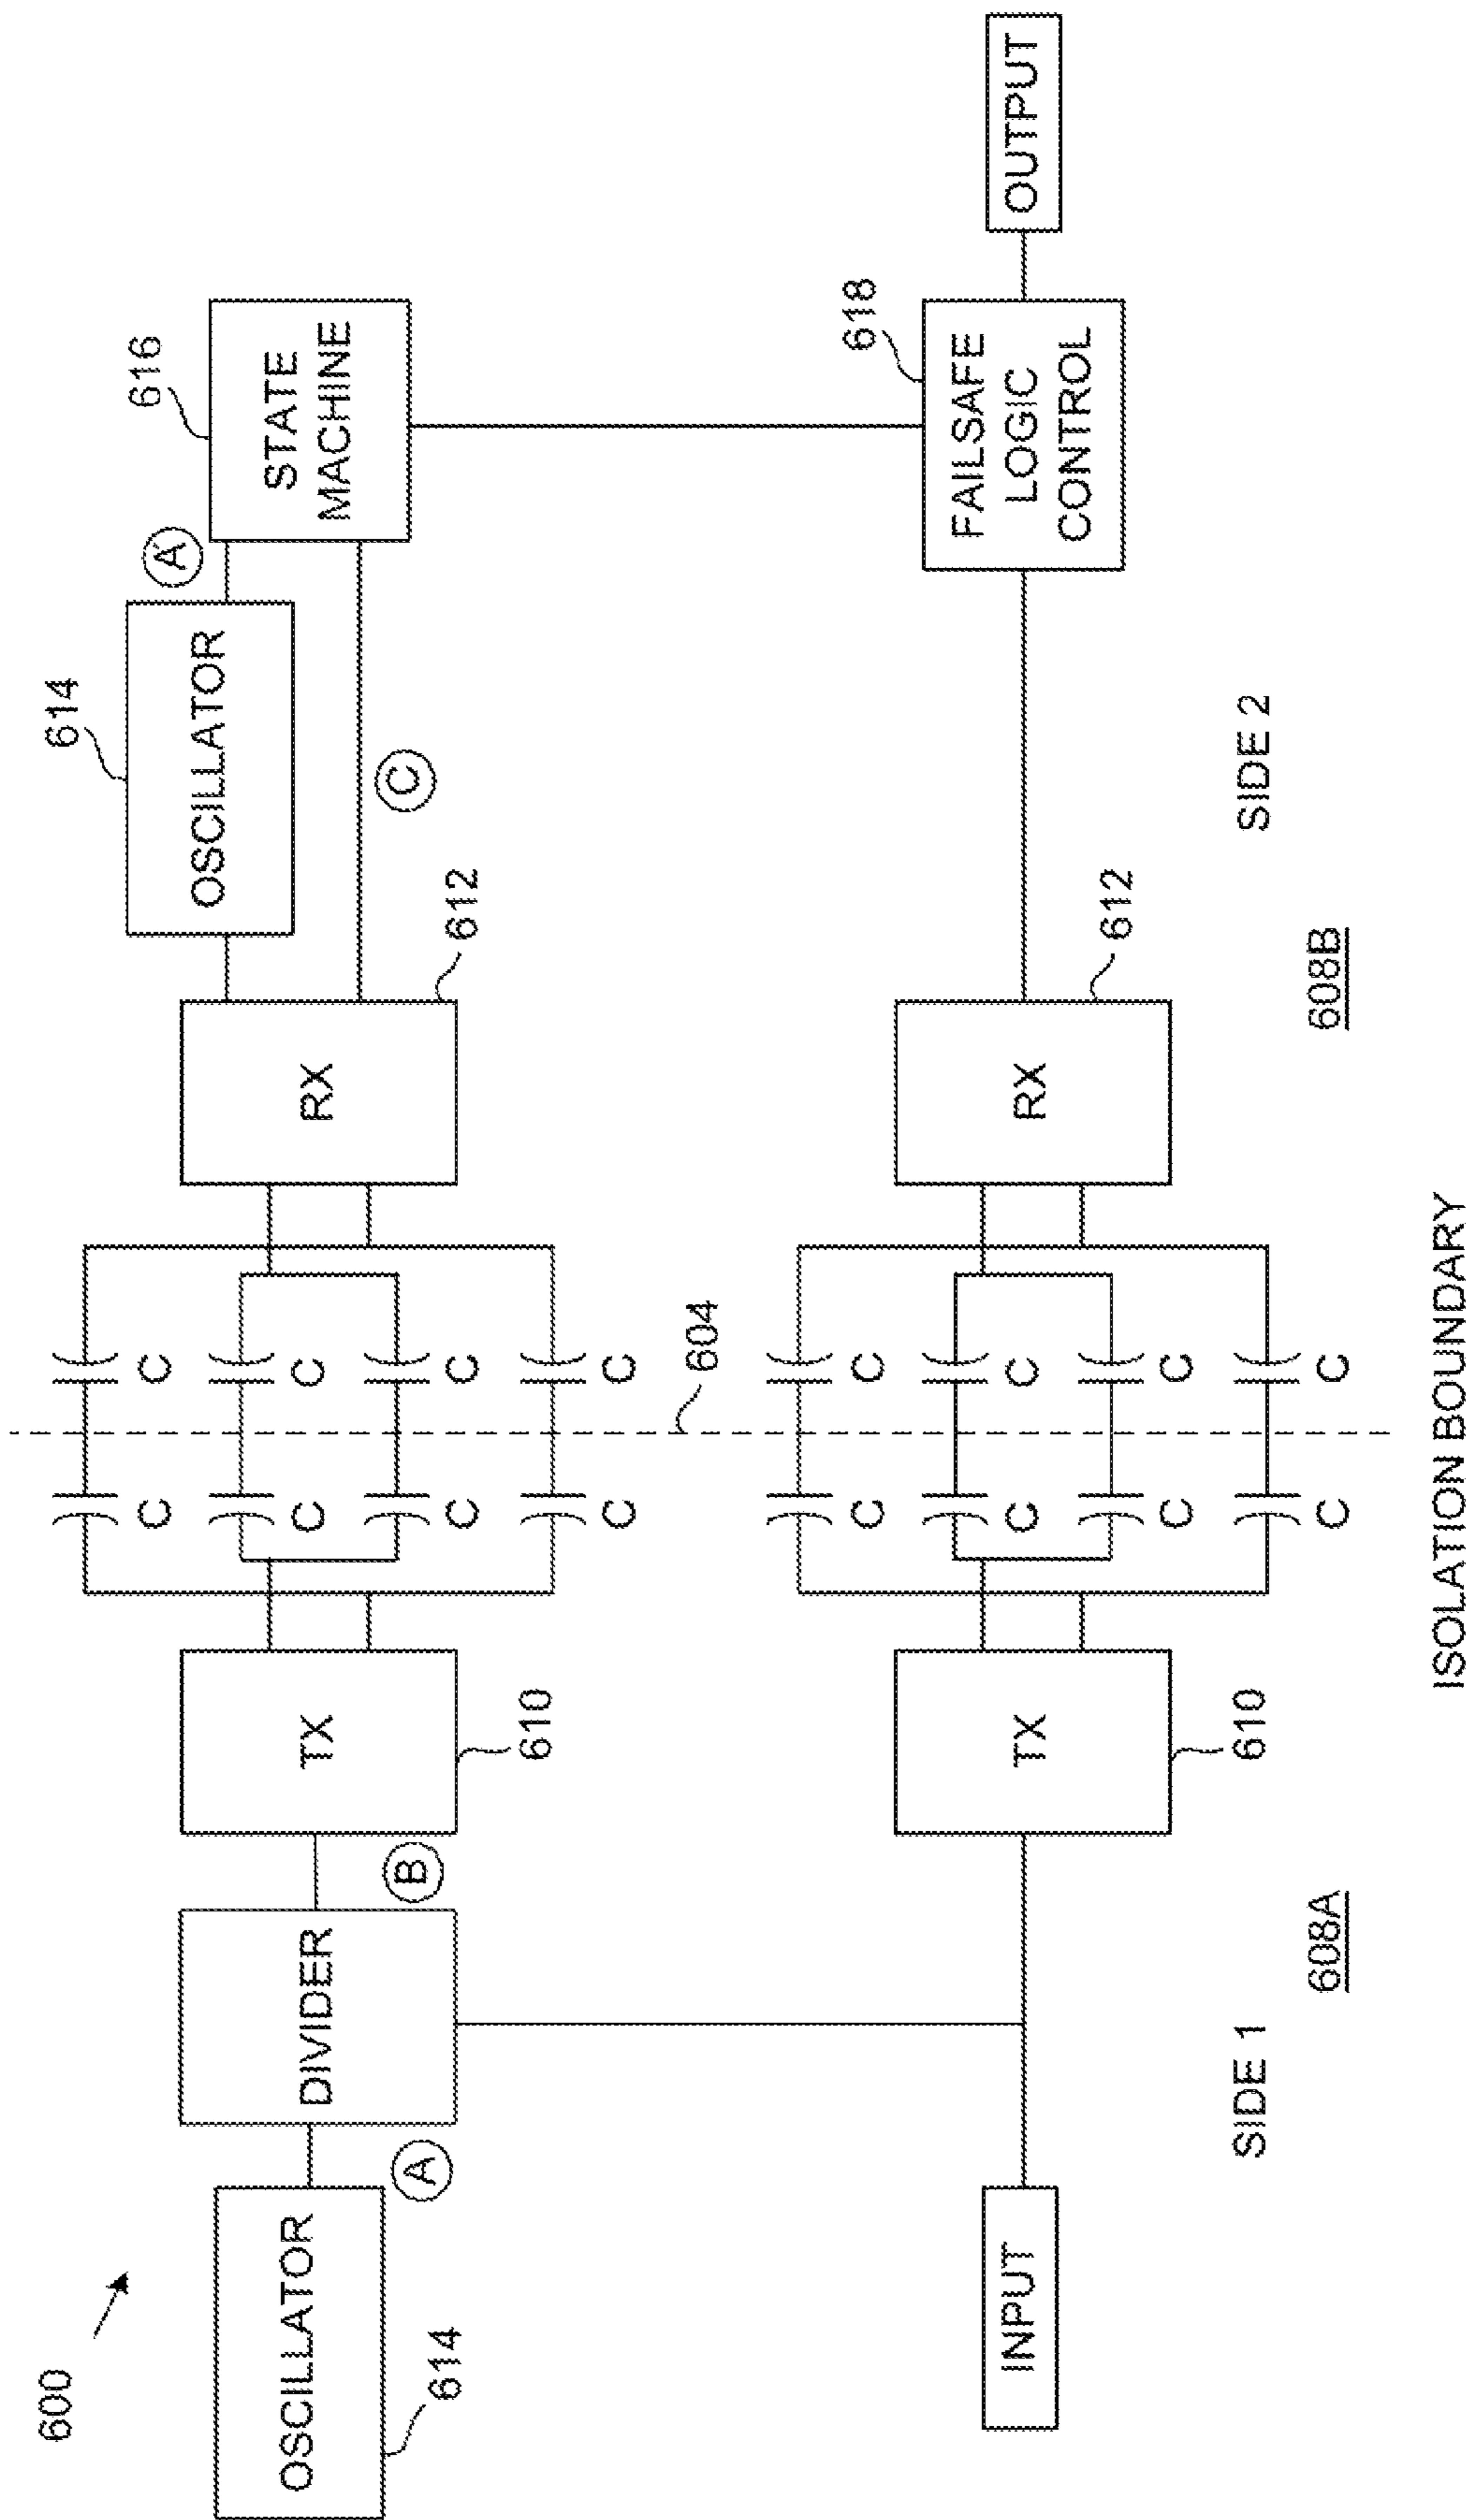 600
OSCILLATOR
614
A
DIVIDER
B
TX
610
C C
C C
C C
C C
604
RX
612
OSCILLATOR
614
A
C
STATE
MACHINE
616
INPUT
TX
610
C C
C C
C C
C C
RX
612
FAILSAFE
LOGIC
CONTROL
618
OUTPUT
SIDE 1
SIDE 2
608A
608B
ISOLATION BOUNDARY